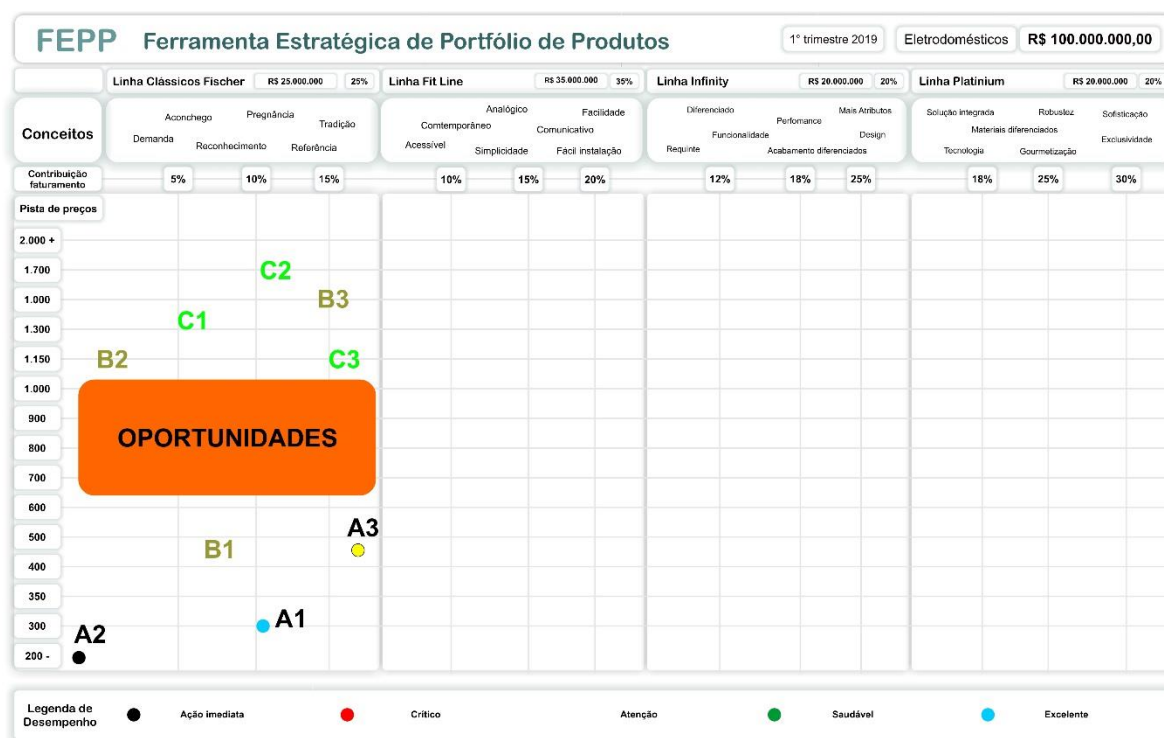 FEPP Ferramenta Estratégica de Portfólio de Produtos 1° trimestre 2019 Eletrodomésticos R$ 100.000.000,00
Linha Clássicos Fischer R$ 25.000.000 25% Linha Fit Line R$ 35.000.000 35% Linha Infinity R$ 20.000.000 20% Linha Platinium R$ 20.000.000 20%
Conceitos
Aconchego Pregnância Tradição
Demanda Reconhecimento Referência
Analógico Facilidade
Comtemporâneo Comunicativo
Acessível Simplicidade Fácil instalação
Diferenciado Perfomance Mais Atributos
Funcionalidade Design
Requinte Acabamento diferenciados
Solução integrada Robustez Sofisticação
Materiais diferenciados Exclusividade
Tecnologia Gourmetização
Contribuição
faturamento
5% 10% 15% 10% 15% 20% 12% 18% 25% 18% 25% 30%
Pista de preços
2.000 +
1.700 C2
1.000 B3
C1
1.300
1.150 B2 C3
1.000
900
OPORTUNIDADES
800
700
600
A3
500
B1
400
350
300 A1
A2
200 -
Legenda de
Desempenho
Ação imediata Crítico Atenção Saudável Excelente